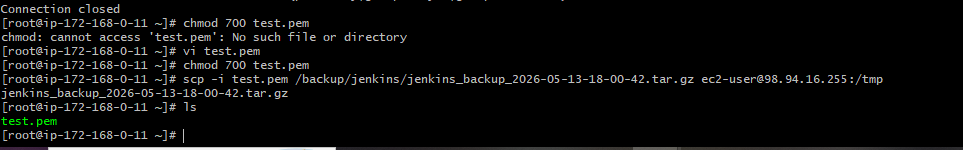 Connection closed
[root@ip-172-168-0-11 ~]# chmod 700 test.pem
chmod: cannot access 'test.pem': No such file or directory
[root@ip-172-168-0-11 ~]# vi test.pem
[root@ip-172-168-0-11 ~]# chmod 700 test.pem
[root@ip-172-168-0-11 ~]# scp -i test.pem /backup/jenkins/jenkins_backup_2026-05-13-18-00-42.tar.gz ec2-user@98.94.16.255:/tmp
jenkins_backup_2026-05-13-18-00-42.tar.gz
[root@ip-172-168-0-11 ~]# ls
test.pem
[root@ip-172-168-0-11 ~]#